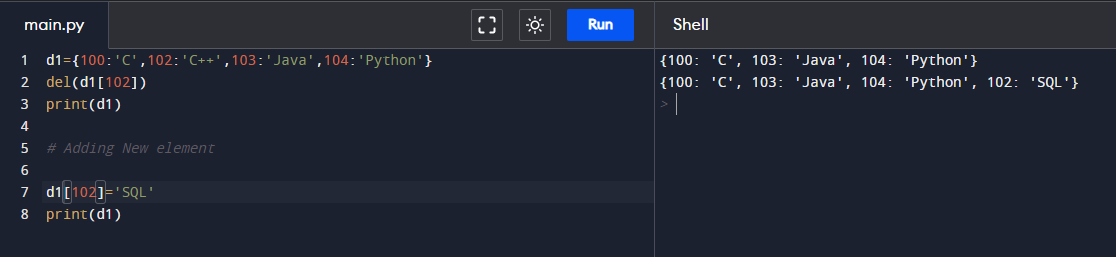 main.py
Run
Shell
1 d1={100:'C',102:'C++',103:'Java',104:'Python'}
2 del(d1[102])
3 print(d1)
4
5 # Adding New element
6
7 d1[102]='SQL'
8 print(d1)
{100: 'C', 103: 'Java', 104: 'Python'}
{100: 'C', 103: 'Java', 104: 'Python', 102: 'SQL'}
>